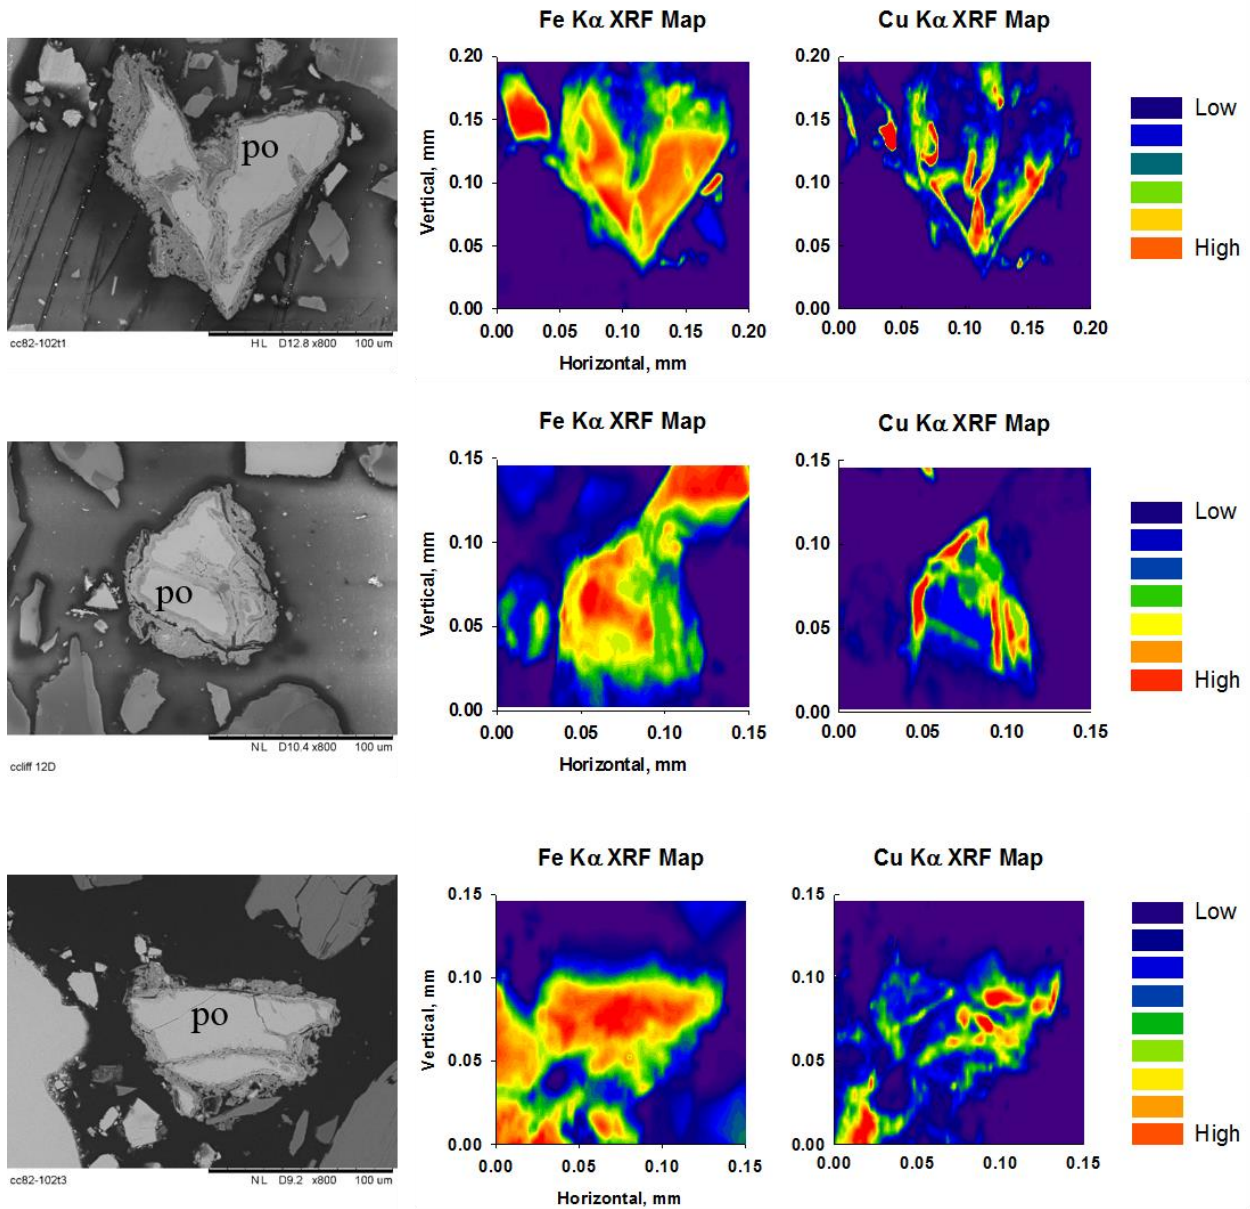 Fe Kα XRF Map
Cu Kα XRF Map
po
Vertical, mm
0.20
0.15
0.10
0.05
0.00
0.00 0.05 0.10 0.15 0.20
Horizontal, mm
0.20
0.15
0.10
0.05
0.00
0.00 0.05 0.10 0.15 0.20
Low
High
cc82-102t1 HL D12.8 x800 100 um
Fe Kα XRF Map
Cu Kα XRF Map
po
Vertical, mm
0.15
0.10
0.05
0.00
0.00 0.05 0.10 0.15
Horizontal, mm
0.15
0.10
0.05
0.00
0.00 0.05 0.10 0.15
Low
High
NL D10.4 x800 100 um
ccliff 12D
Fe Kα XRF Map
Cu Kα XRF Map
po
Vertical, mm
0.15
0.10
0.05
0.00
0.00 0.05 0.10 0.15
Horizontal, mm
0.15
0.10
0.05
0.00
0.00 0.05 0.10 0.15
Low
High
cc82-102t3 NL D9.2 x800 100 um